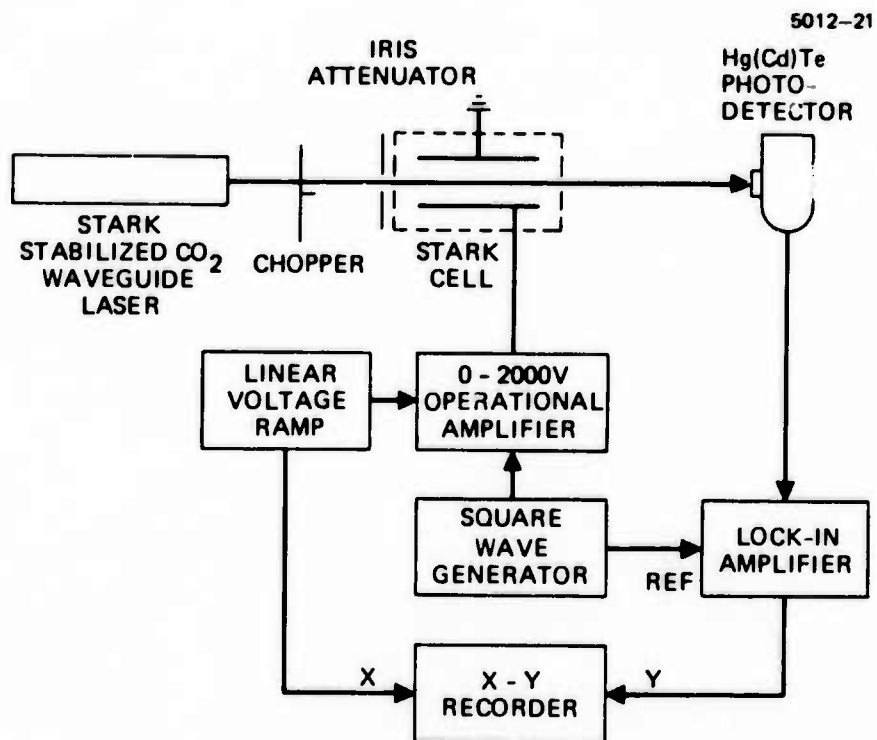 5012-21
IRIS
ATTENUATOR
Hg(Cd)Te
PHOTO-
DETECTOR
STARK
STABILIZED CO2
WAVEGUIDE
LASER
CHOPPER
STARK
CELL
LINEAR
VOLTAGE
RAMP
0 - 2000V
OPERATIONAL
AMPLIFIER
SQUARE
WAVE
GENERATOR
REF
LOCK-IN
AMPLIFIER
X
X - Y
RECORDER
Y